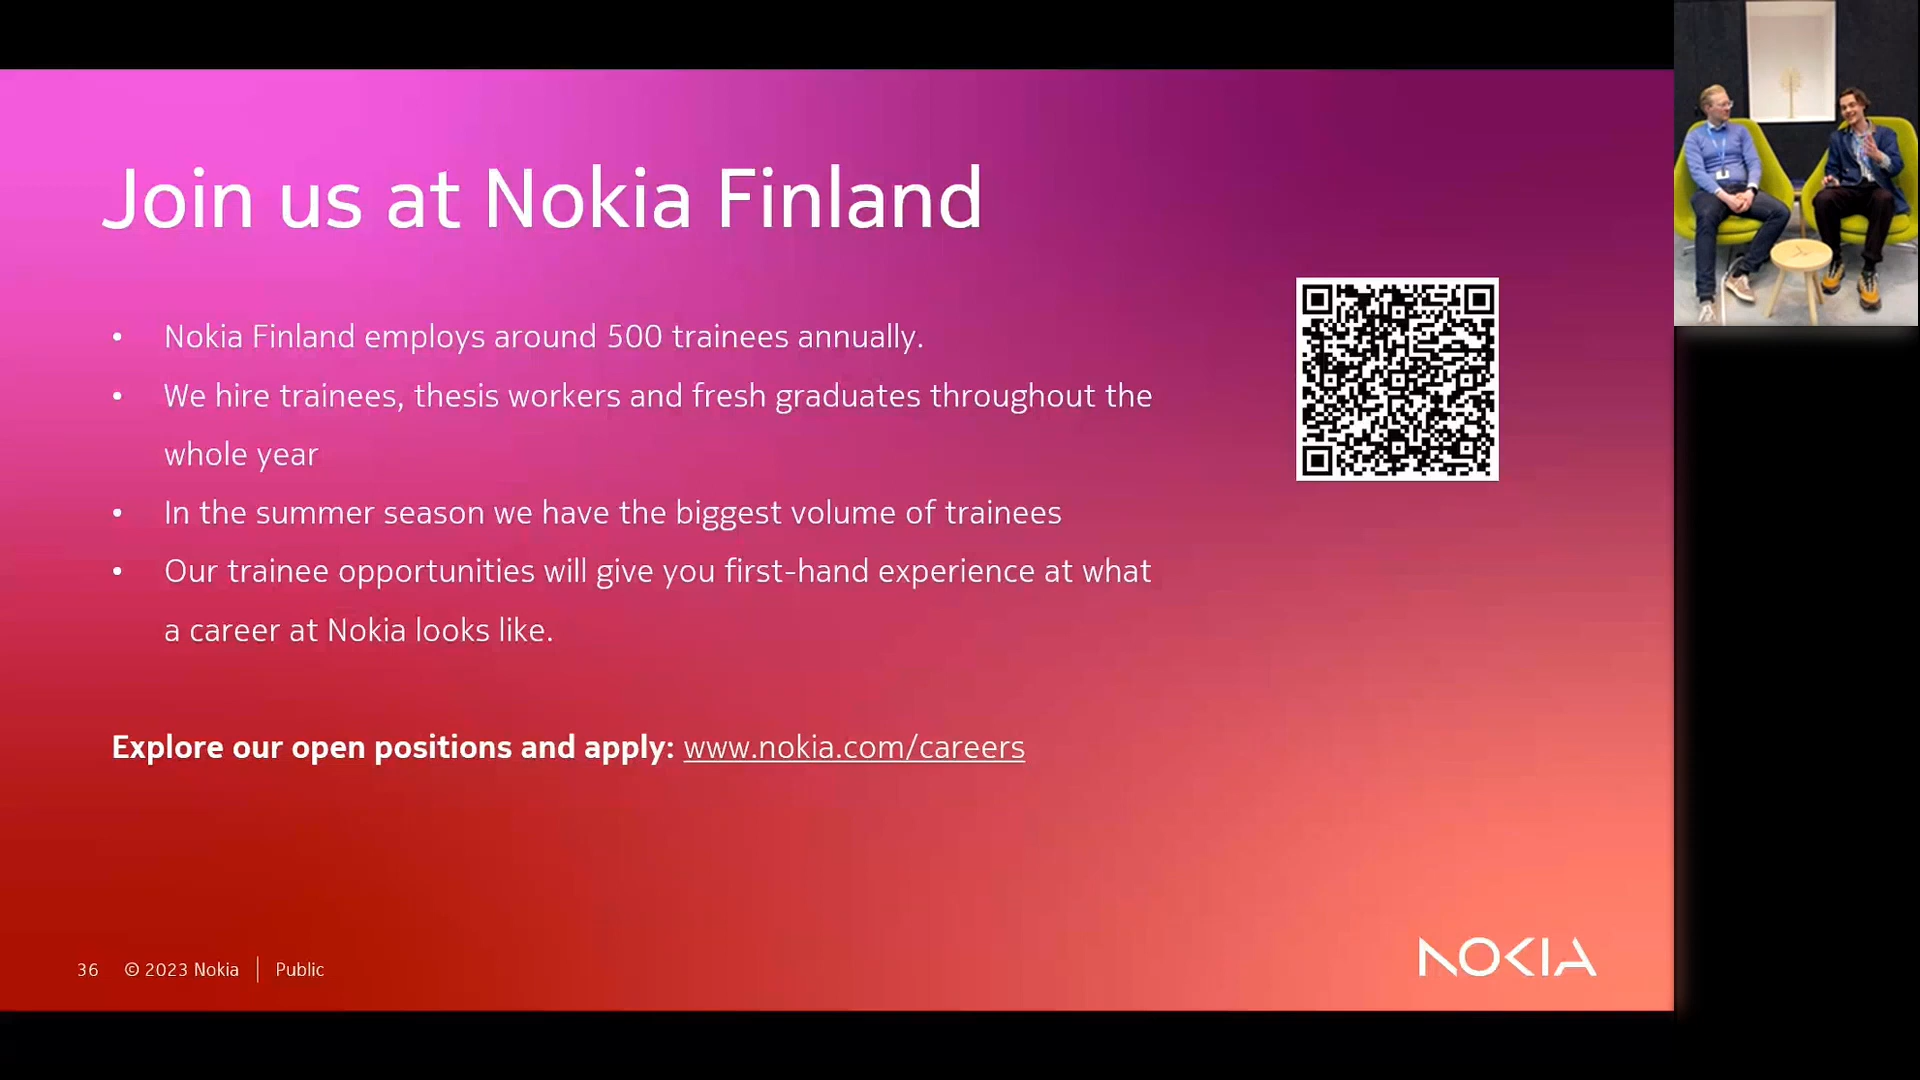 Join us at Nokia Finland
• Nokia Finland employs around 500 trainees annually.
• We hire trainees, thesis workers and fresh graduates throughout the
whole year
• In the summer season we have the biggest volume of trainees
• Our trainee opportunities will give you first-hand experience at what
a career at Nokia looks like.
Explore our open positions and apply: www.nokia.com/careers
36 © 2023 Nokia | Public
NOKIA